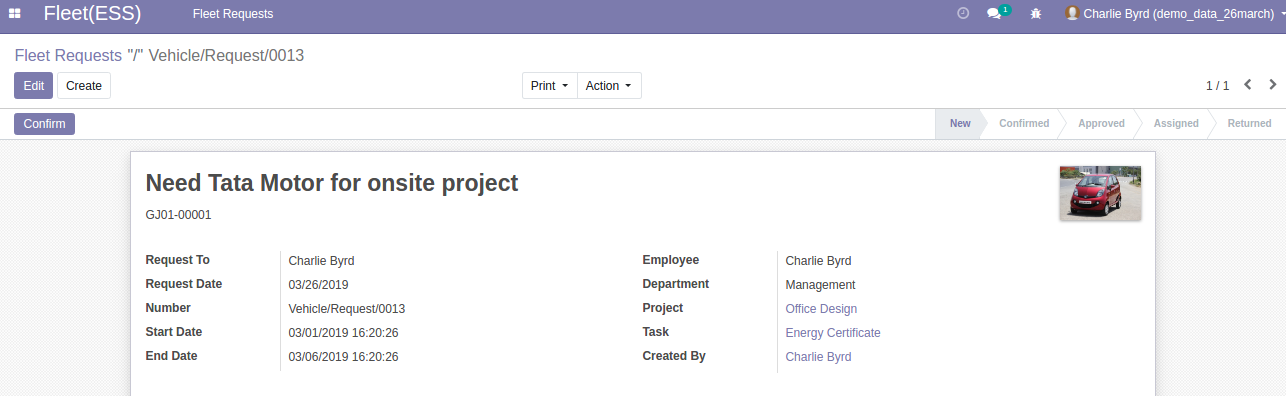 Fleet(ESS) Fleet Requests 1 Charlie Byrd (demo_data_26march)
Fleet Requests "/" Vehicle/Request/0013
Edit Create Print Action 1 / 1
Confirm New Confirmed Approved Assigned Returned
Need Tata Motor for onsite project
GJ01-00001
Request To Charlie Byrd Employee Charlie Byrd
Request Date 03/26/2019 Department Management
Number Vehicle/Request/0013 Project Office Design
Start Date 03/01/2019 16:20:26 Task Energy Certificate
End Date 03/06/2019 16:20:26 Created By Charlie Byrd